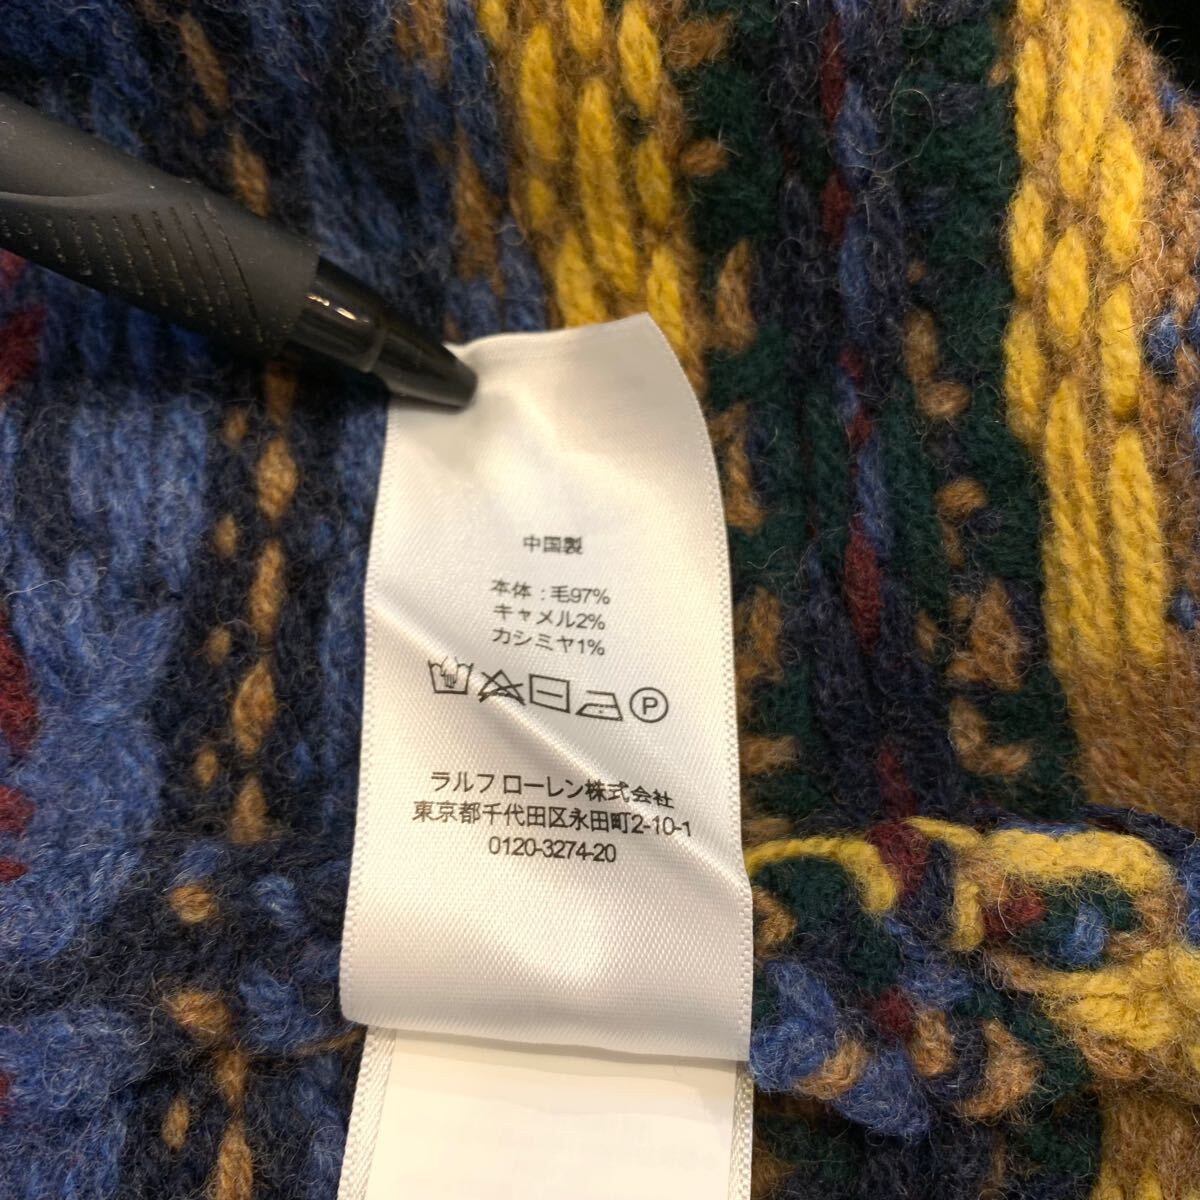 中国製
本体：毛97%
キャメル2%
カシミヤ1%
P
ラルフ ローレン株式会社
東京都千代田区永田町2-10-1
0120-3274-20